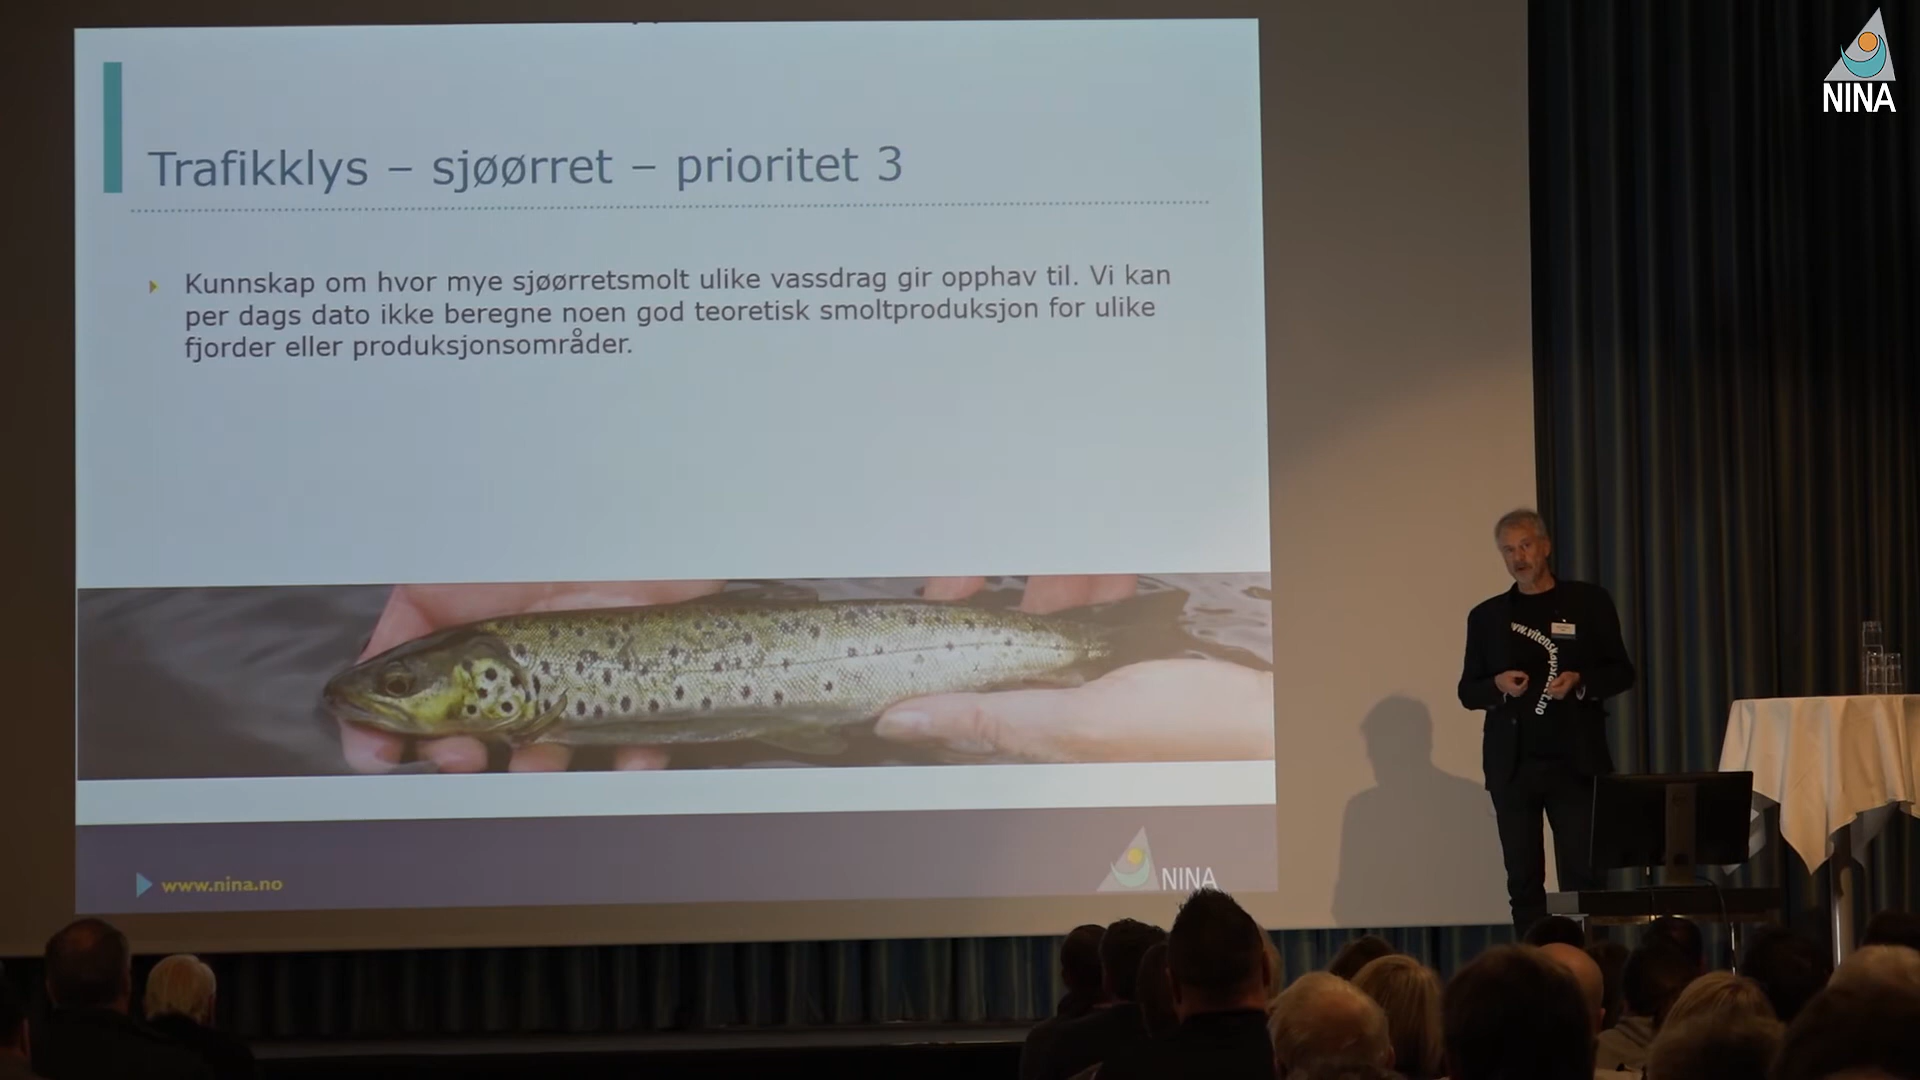 NINA
Trafikklys – sjøørret – prioritet 3
Kunnskap om hvor mye sjøørretsmolt ulike vassdrag gir opphav til. Vi kan
per dags dato ikke beregne noen god teoretisk smoltproduksjon for ulike
fjorder eller produksjonsområder.
www.nina.no
NINA